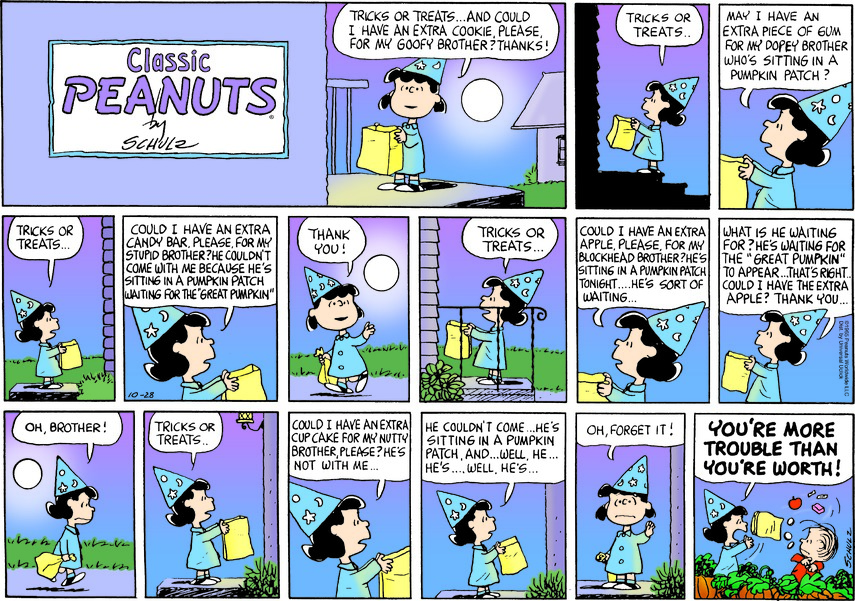 Classic
PEANUTS
by
SCHULZ
TRICKS OR TREATS...AND COULD
I HAVE AN EXTRA COOKIE, PLEASE,
FOR MY GOOFY BROTHER? THANKS!
TRICKS OR
TREATS..
MAY I HAVE AN
EXTRA PIECE OF GUM
FOR MY DOPEY BROTHER
WHO'S SITTING IN A
PUMPKIN PATCH?
TRICKS OR
TREATS...
COULD I HAVE AN EXTRA
CANDY BAR, PLEASE, FOR MY
STUPID BROTHER? HE COULDN'T
COME WITH ME BECAUSE HE'S
SITTING IN A PUMPKIN PATCH
WAITING FOR THE "GREAT PUMPKIN"
10-28
THANK
YOU!
TRICKS OR
TREATS...
COULD I HAVE AN EXTRA
APPLE, PLEASE, FOR MY
BLOCKHEAD BROTHER? HE'S
SITTING IN A PUMPKIN PATCH
TONIGHT....HE'S SORT OF
WAITING...
WHAT IS HE WAITING
FOR? HE'S WAITING FOR
THE "GREAT PUMPKIN"
TO APPEAR...THAT'S RIGHT..
COULD I HAVE THE EXTRA
APPLE? THANK YOU...
Peanuts Worldwide LLC
Dist. by Universal Uclick
OH, BROTHER!
TRICKS OR
TREATS..
COULD I HAVE AN EXTRA
CUP CAKE FOR MY NUTTY
BROTHER, PLEASE? HE'S
NOT WITH ME...
HE COULDN'T COME...HE'S
SITTING IN A PUMPKIN
PATCH, AND...WELL, HE...
HE'S....WELL, HE'S...
OH, FORGET IT!
YOU'RE MORE
TROUBLE THAN
YOU'RE WORTH!
SCHULZ